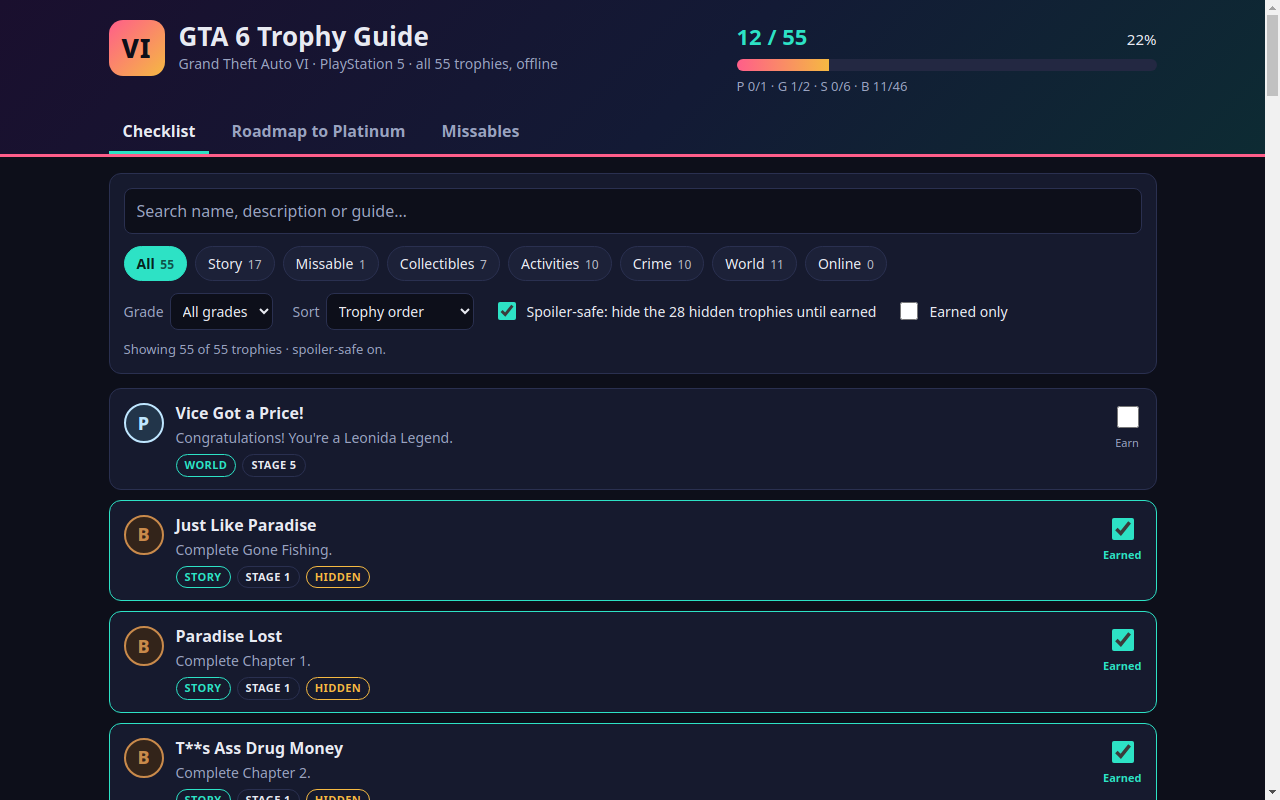 VI
GTA 6 Trophy Guide
Grand Theft Auto VI · PlayStation 5 · all 55 trophies, offline
12 / 55
22%
P 0/1 · G 1/2 · S 0/6 · B 11/46
Checklist Roadmap to Platinum Missables
Search name, description or guide...
All 55 Story 17 Missable 1 Collectibles 7 Activities 10 Crime 10 World 11 Online 0
Grade All grades Sort Trophy order Spoiler-safe: hide the 28 hidden trophies until earned Earned only
Showing 55 of 55 trophies · spoiler-safe on.
P
Vice Got a Price!
Congratulations! You're a Leonida Legend.
WORLD STAGE 5
Earn
B
Just Like Paradise
Complete Gone Fishing.
STORY STAGE 1 HIDDEN
Earned
B
Paradise Lost
Complete Chapter 1.
STORY STAGE 1 HIDDEN
Earned
B
T**s Ass Drug Money
Complete Chapter 2.
STORY STAGE 1 HIDDEN
Earned